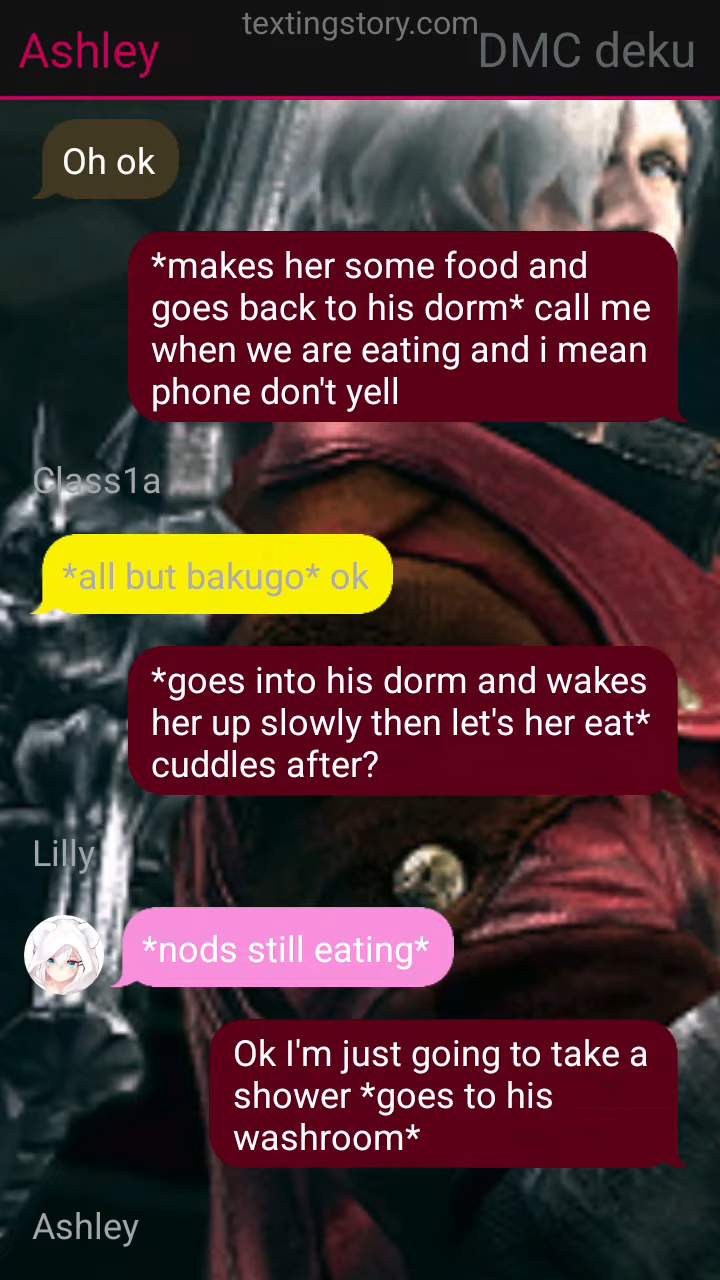 textingstory.com
Ashley
DMC deku
Oh ok
*makes her some food and
goes back to his dorm* call me
when we are eating and i mean
phone don't yell
Class1a
*all but bakugo* ok
*goes into his dorm and wakes
her up slowly then let's her eat*
cuddles after?
Lilly
*nods still eating*
Ok I'm just going to take a
shower *goes to his
washroom*
Ashley